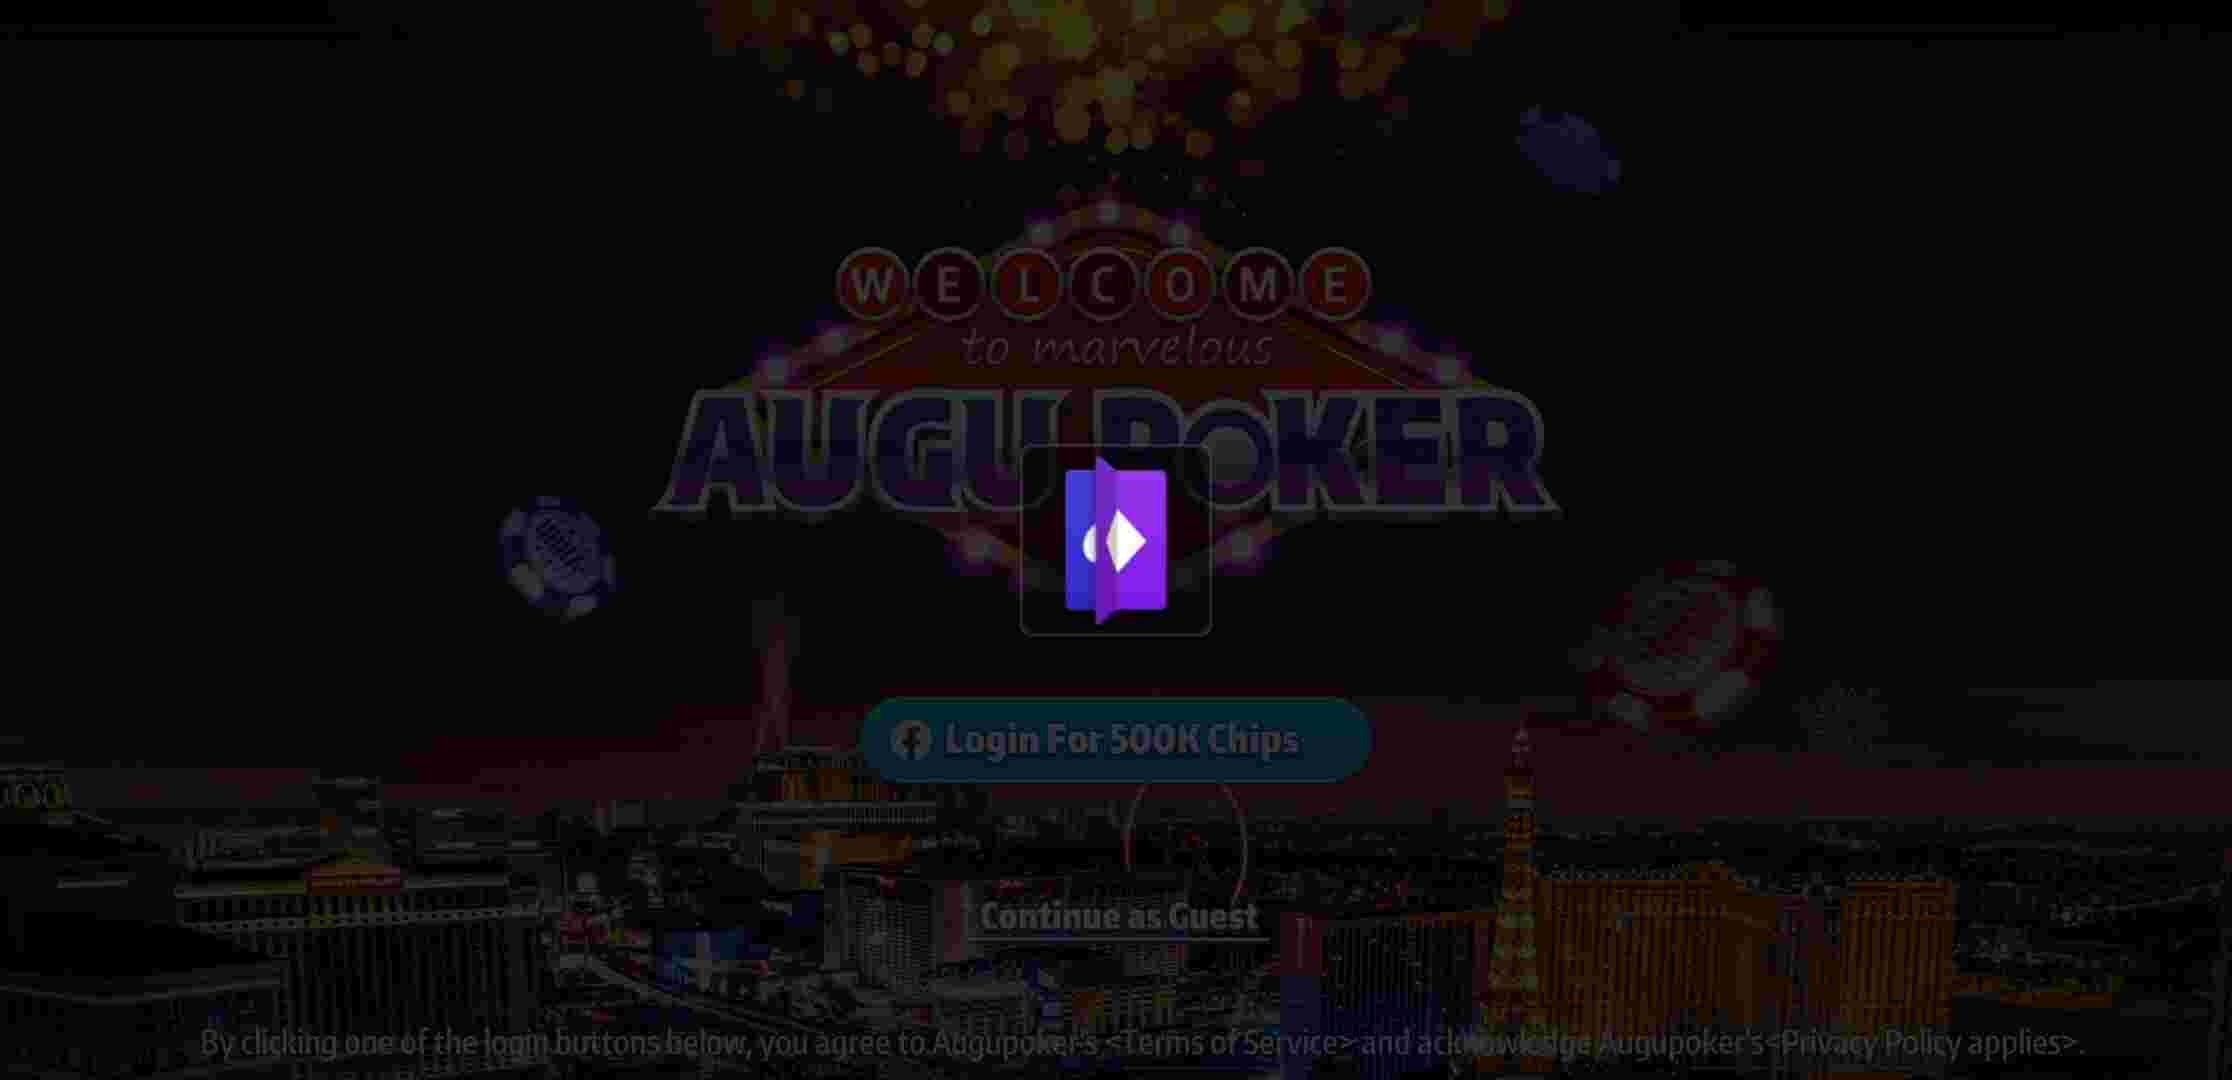 WELCOME
to marvelous
AUGU POKER
Login For 500K Chips
Continue as Guest
By clicking one of the login buttons below, you agree to Augupoker's <Terms of Service> and acknowledge Augupoker's<Privacy Policy applies>.